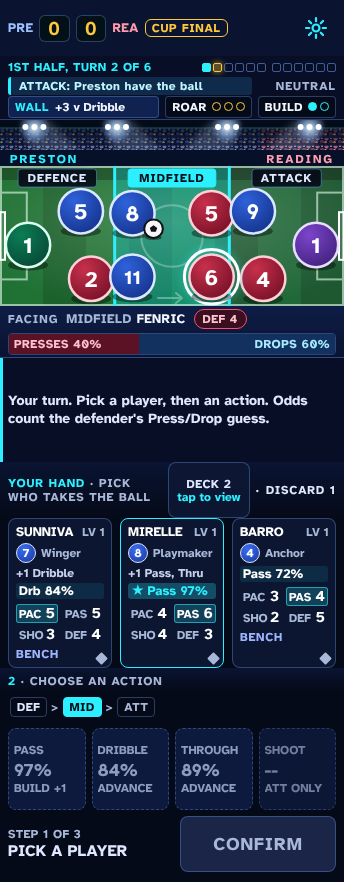 PRE 0 0 REA CUP FINAL
1ST HALF, TURN 2 OF 6
ATTACK: Preston have the ball NEUTRAL
WALL +3 v Dribble ROAR BUILD
PRESTON READING
DEFENCE MIDFIELD ATTACK
5 8 5 9
1 1
2 11 6 4
FACING MIDFIELD FENRIC DEF 4
PRESSES 40% DROPS 60%
Your turn. Pick a player, then an action. Odds
count the defender's Press/Drop guess.
YOUR HAND · PICK
WHO TAKES THE BALL
DECK 2
tap to view
· DISCARD 1
SUNNIVA LV 1
7 Winger
+1 Dribble
Drb 84%
PAC 5 PAS 5
SHO 3 DEF 4
BENCH
MIRELLE LV 1
8 Playmaker
+1 Pass, Thru
★ Pass 97%
PAC 4 PAS 6
SHO 4 DEF 3
BARRO LV 1
4 Anchor
Pass 72%
PAC 3 PAS 4
SHO 2 DEF 5
BENCH
2 · CHOOSE AN ACTION
DEF > MID > ATT
PASS
97%
BUILD +1
DRIBBLE
84%
ADVANCE
THROUGH
89%
ADVANCE
SHOOT
--
ATT ONLY
STEP 1 OF 3
PICK A PLAYER
CONFIRM